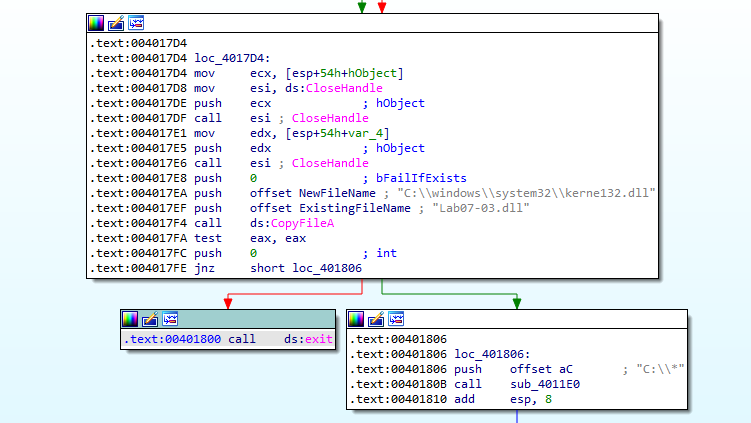 .text:004017D4
.text:004017D4 loc_4017D4:
.text:004017D4 mov ecx, [esp+54h+hObject]
.text:004017D8 mov esi, ds:CloseHandle
.text:004017DE push ecx ; hObject
.text:004017DF call esi ; CloseHandle
.text:004017E1 mov edx, [esp+54h+var_4]
.text:004017E5 push edx ; hObject
.text:004017E6 call esi ; CloseHandle
.text:004017E8 push 0 ; bFailIfExists
.text:004017EA push offset NewFileName ; "C:\\windows\\system32\\kerne132.dll"
.text:004017EF push offset ExistingFileName ; "Lab07-03.dll"
.text:004017F4 call ds:CopyFileA
.text:004017FA test eax, eax
.text:004017FC push 0 ; int
.text:004017FE jnz short loc_401806
.text:00401800 call ds:exit
.text:00401806
.text:00401806 loc_401806:
.text:00401806 push offset aC ; "C:\\*"
.text:0040180B call sub_4011E0
.text:00401810 add esp, 8